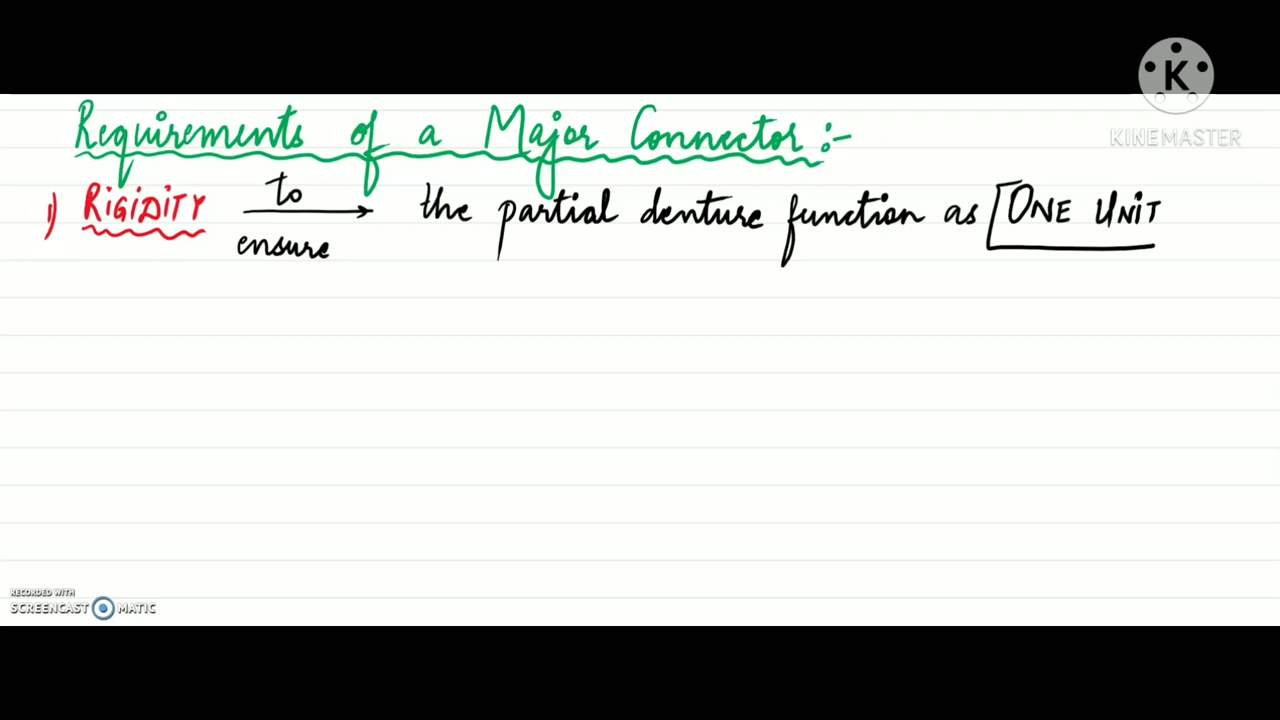 K
KINEMASTER
Requirements of a Major Connector :-
1) RIGIDITY to ensure the partial denture function as ONE UNIT
RECORDED WITH
SCREENCAST MATIC